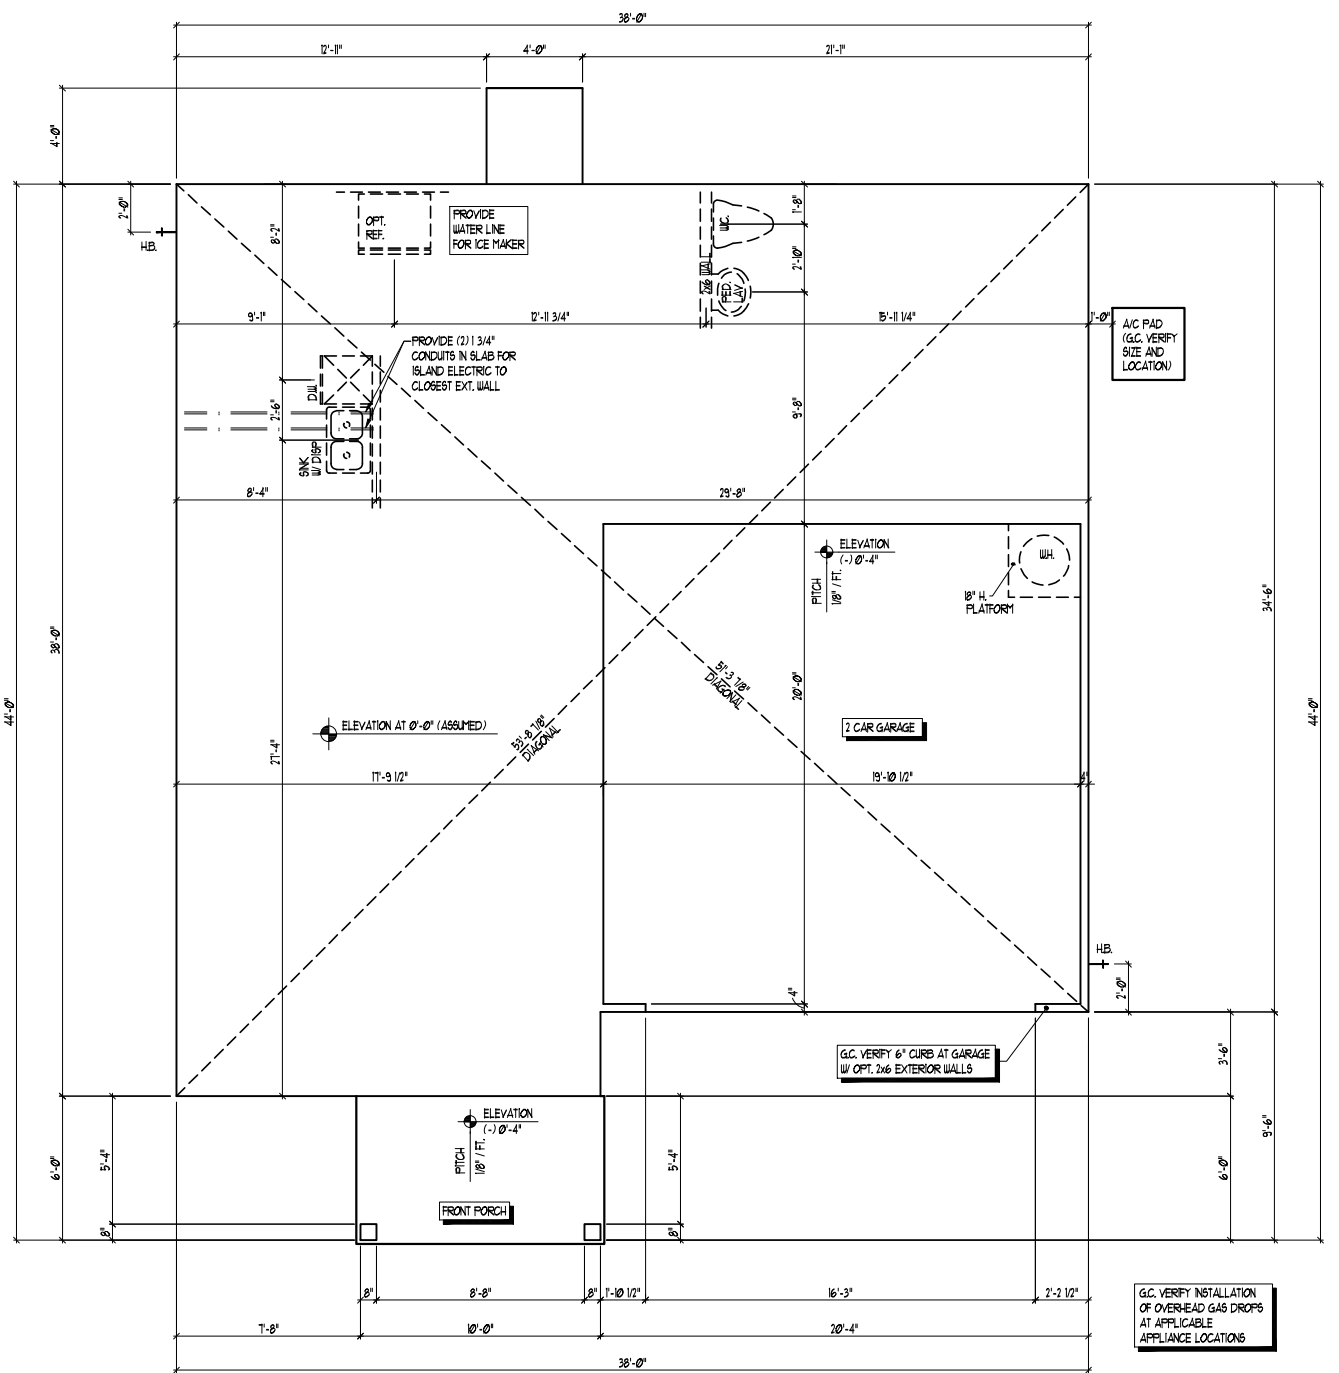 38'-0"
12'-11" 4'-0" 21'-1"
4'-0"
2'-0"
H.B.
8'-2"
OPT.
REF.
PROVIDE
WATER LINE
FOR ICE MAKER
W.C.
1'-8"
2'-10"
2x6 WALL
PED.
LAV.
9'-1" 12'-11 3/4" 15'-11 1/4" 1'-0"
A/C PAD
(G.C. VERIFY
SIZE AND
LOCATION)
PROVIDE (2) 1 3/4"
CONDUITS IN SLAB FOR
ISLAND ELECTRIC TO
CLOSEST EXT. WALL
D.W.
2'-6"
SINK
W/ DISP
9'-8"
8'-4" 29'-8"
ELEVATION
(-) 0'-4"
PITCH
1/8" / FT.
W.H.
18" H.
PLATFORM
34'-6"
38'-0"
44'-0"
44'-0"
51'-3 7/8"
DIAGONAL
20'-0"
2 CAR GARAGE
ELEVATION AT 0'-0" (ASSUMED)
53'-8 7/8"
DIAGONAL
27'-4"
17'-9 1/2" 19'-10 1/2" 4"
H.B.
2'-0"
4"
G.C. VERIFY 6" CURB AT GARAGE
W/ OPT. 2x6 EXTERIOR WALLS
3'-6"
ELEVATION
(-) 0'-4"
PITCH
1/8" / FT.
9'-6"
6'-0"
5'-4"
5'-4"
6'-0"
FRONT PORCH
8"
8"
8" 8'-8" 8" 1'-10 1/2" 16'-3" 2'-2 1/2"
7'-8" 10'-0" 20'-4"
38'-0"
G.C. VERIFY INSTALLATION
OF OVERHEAD GAS DROPS
AT APPLICABLE
APPLIANCE LOCATIONS